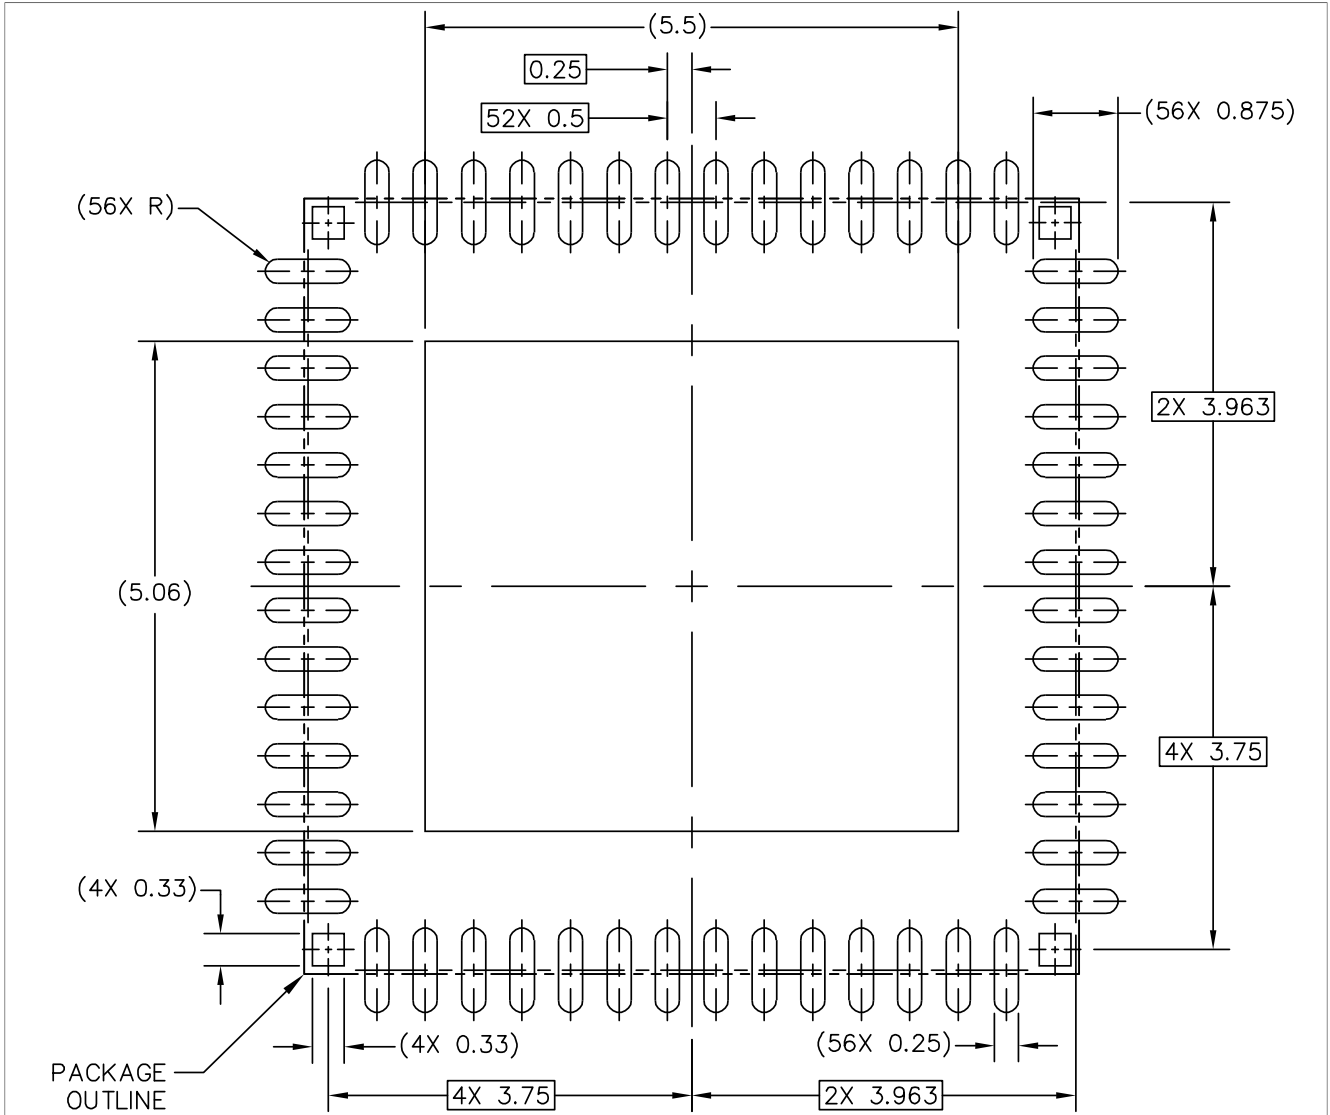 (5.5)
0.25
52X 0.5
(56X 0.875)
(56X R)
2X 3.963
(5.06)
4X 3.75
(4X 0.33)
(4X 0.33)
(56X 0.25)
PACKAGE
OUTLINE
4X 3.75
2X 3.963